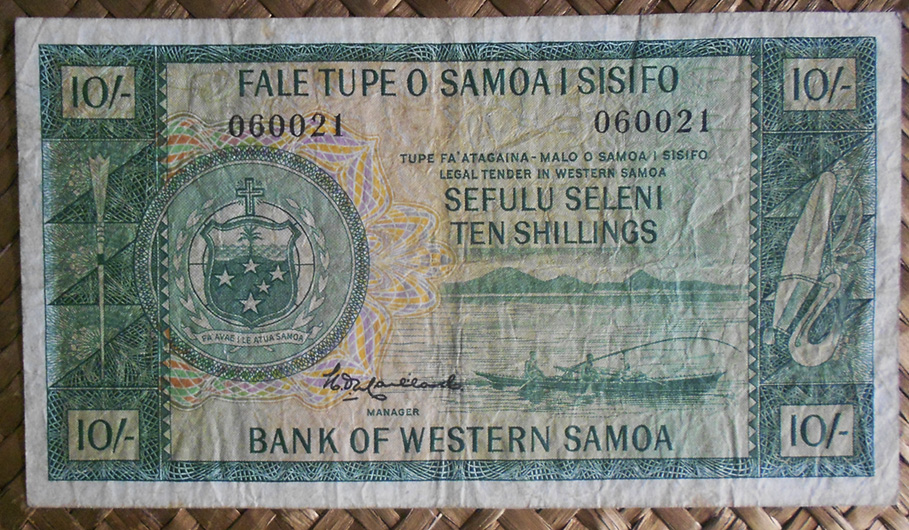 10/-
10/-
FALE TUPE O SAMOA I SISIFO
060021
060021
TUPE FA'ATAGAINA - MALO O SAMOA I SISIFO
LEGAL TENDER IN WESTERN SAMOA
SEFULU SELENI
TEN SHILLINGS
FA'AVAE I LE ATUA SAMOA
MANAGER
BANK OF WESTERN SAMOA
10/-
10/-